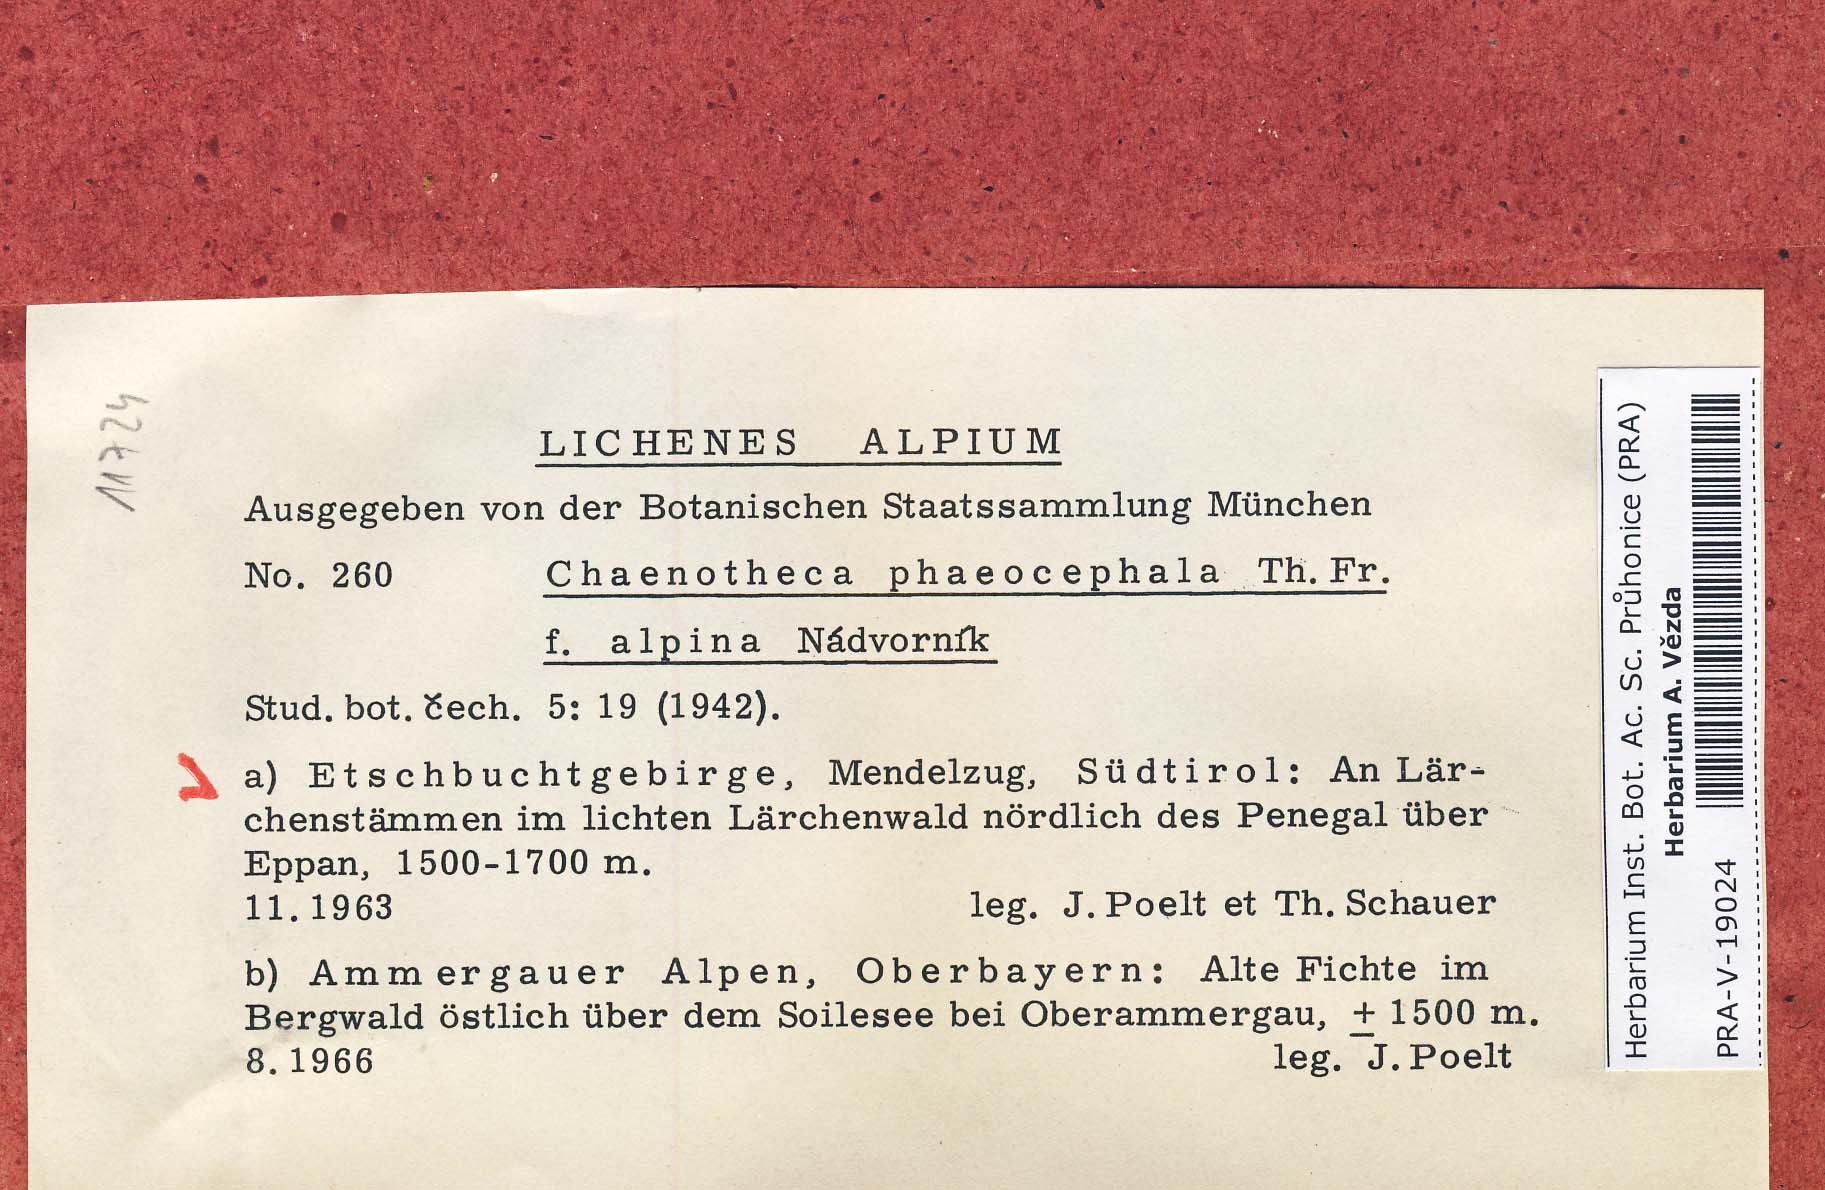 11724
LICHENES ALPIUM
Ausgegeben von der Botanischen Staatssammlung München
No. 260 Chaenotheca phaeocephala Th. Fr.
f. alpina Nádvorník
Stud. bot. čech. 5: 19 (1942).
a) Etschbuchtgebirge, Mendelzug, Südtirol: An Lär-
chenstämmen im lichten Lärchenwald nördlich des Penegal über
Eppan, 1500-1700 m.
11. 1963 leg. J. Poelt et Th. Schauer
b) Ammergauer Alpen, Oberbayern: Alte Fichte im
Bergwald östlich über dem Soilesee bei Oberammergau, ± 1500 m.
8. 1966 leg. J. Poelt
Herbarium Inst. Bot. Ac. Sc. Průhonice (PRA)
Herbarium A. Vězda
PRA-V-19024